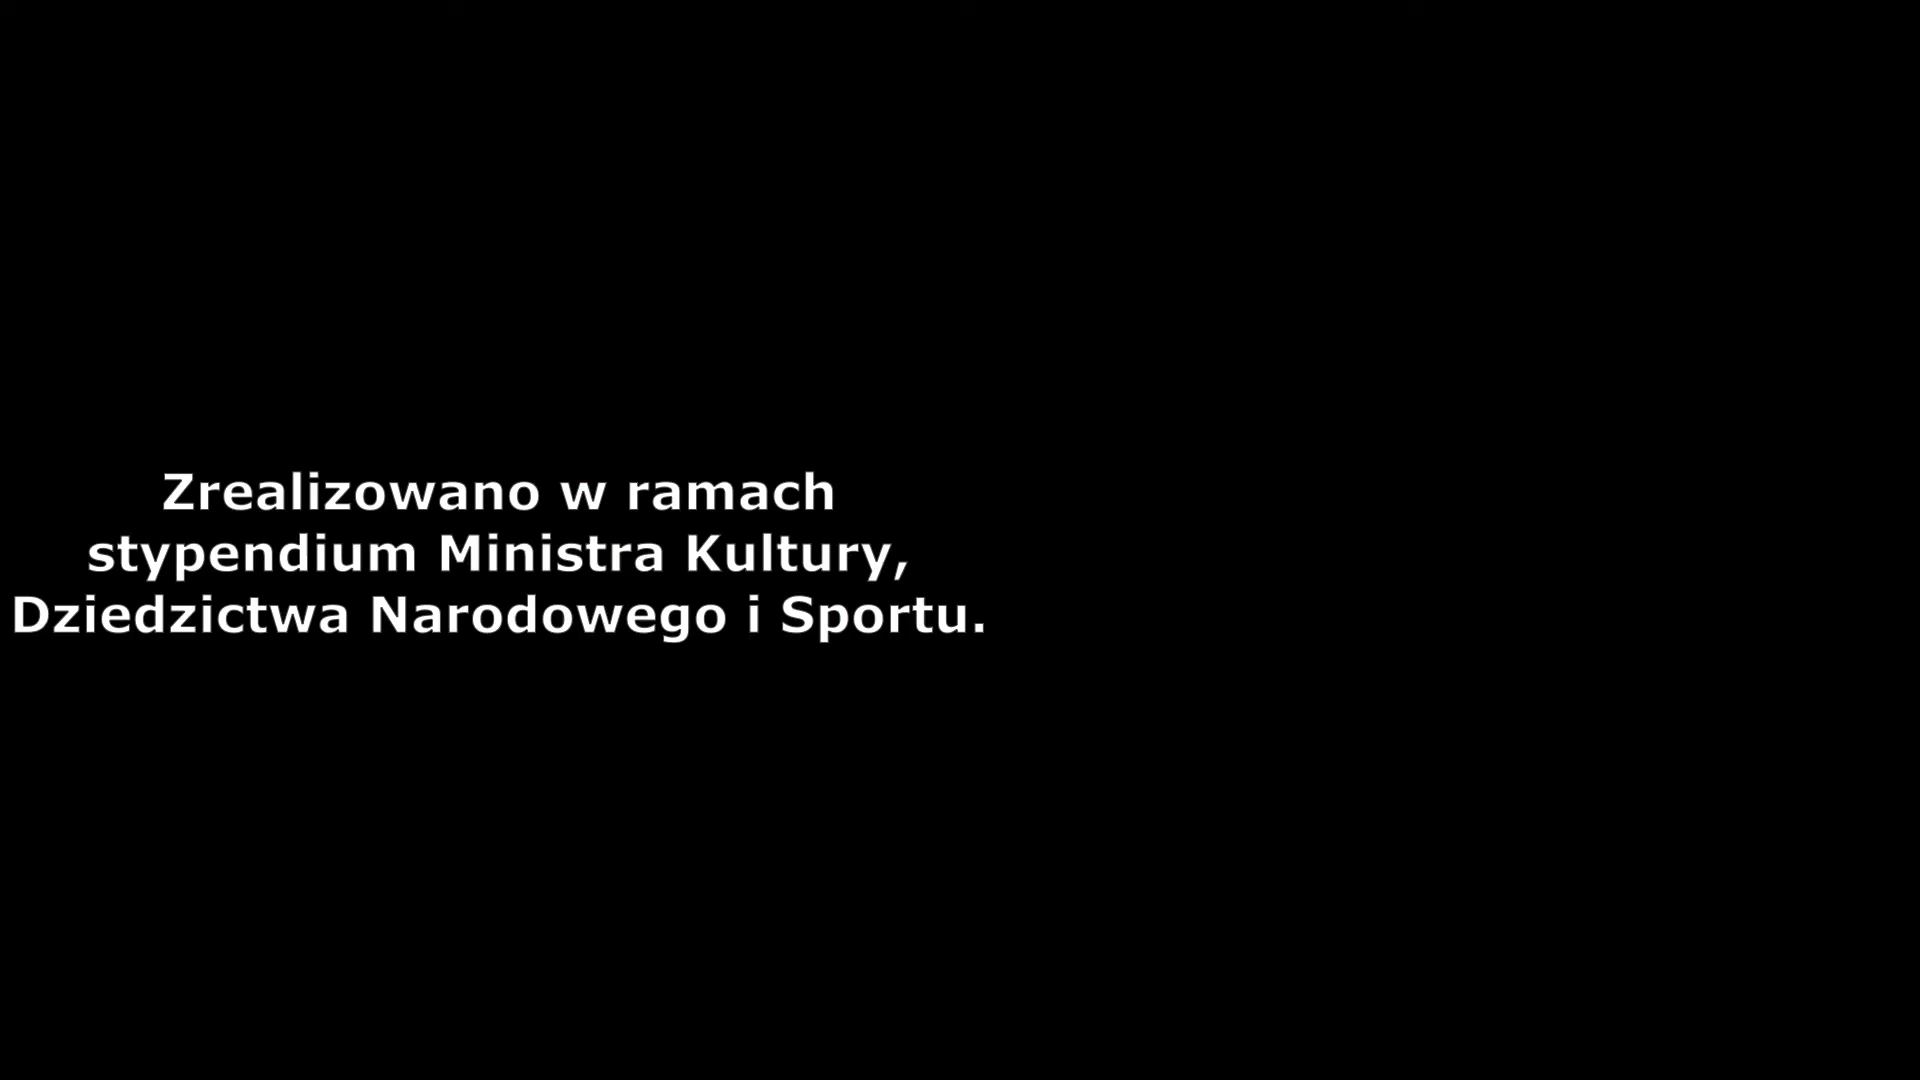 Zrealizowano w ramach
stypendium Ministra Kultury,
Dziedzictwa Narodowego i Sportu.